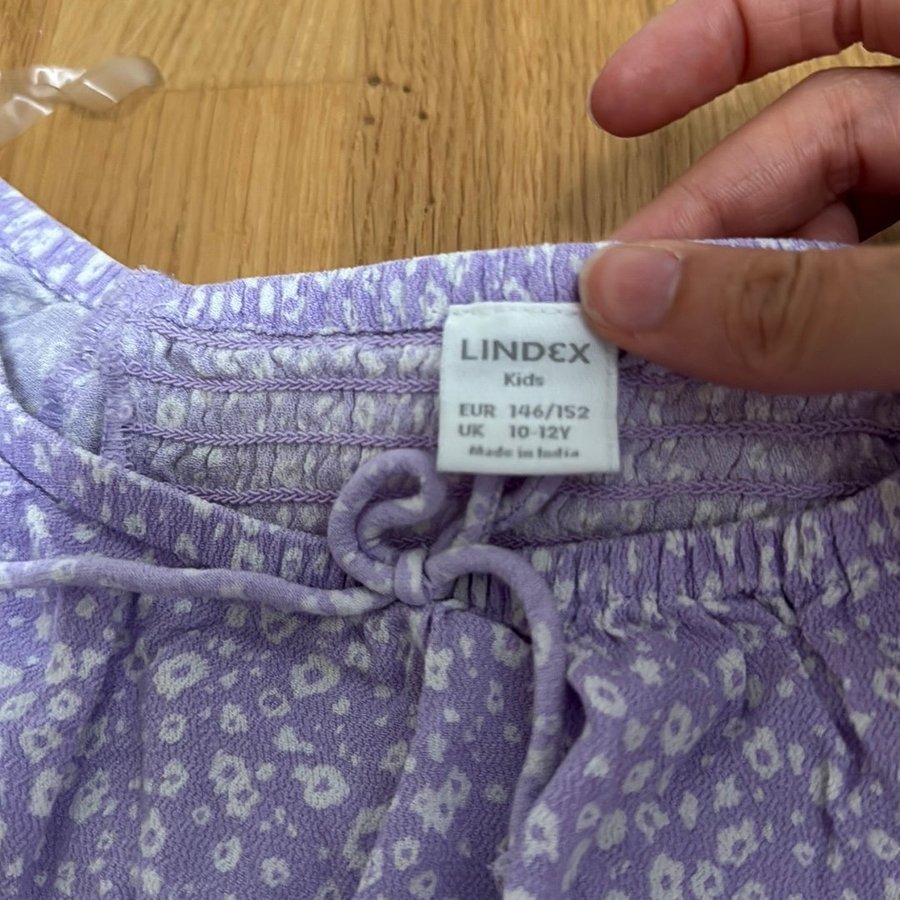 LINDEX
Kids
EUR 146/152
UK 10-12Y
Made in India